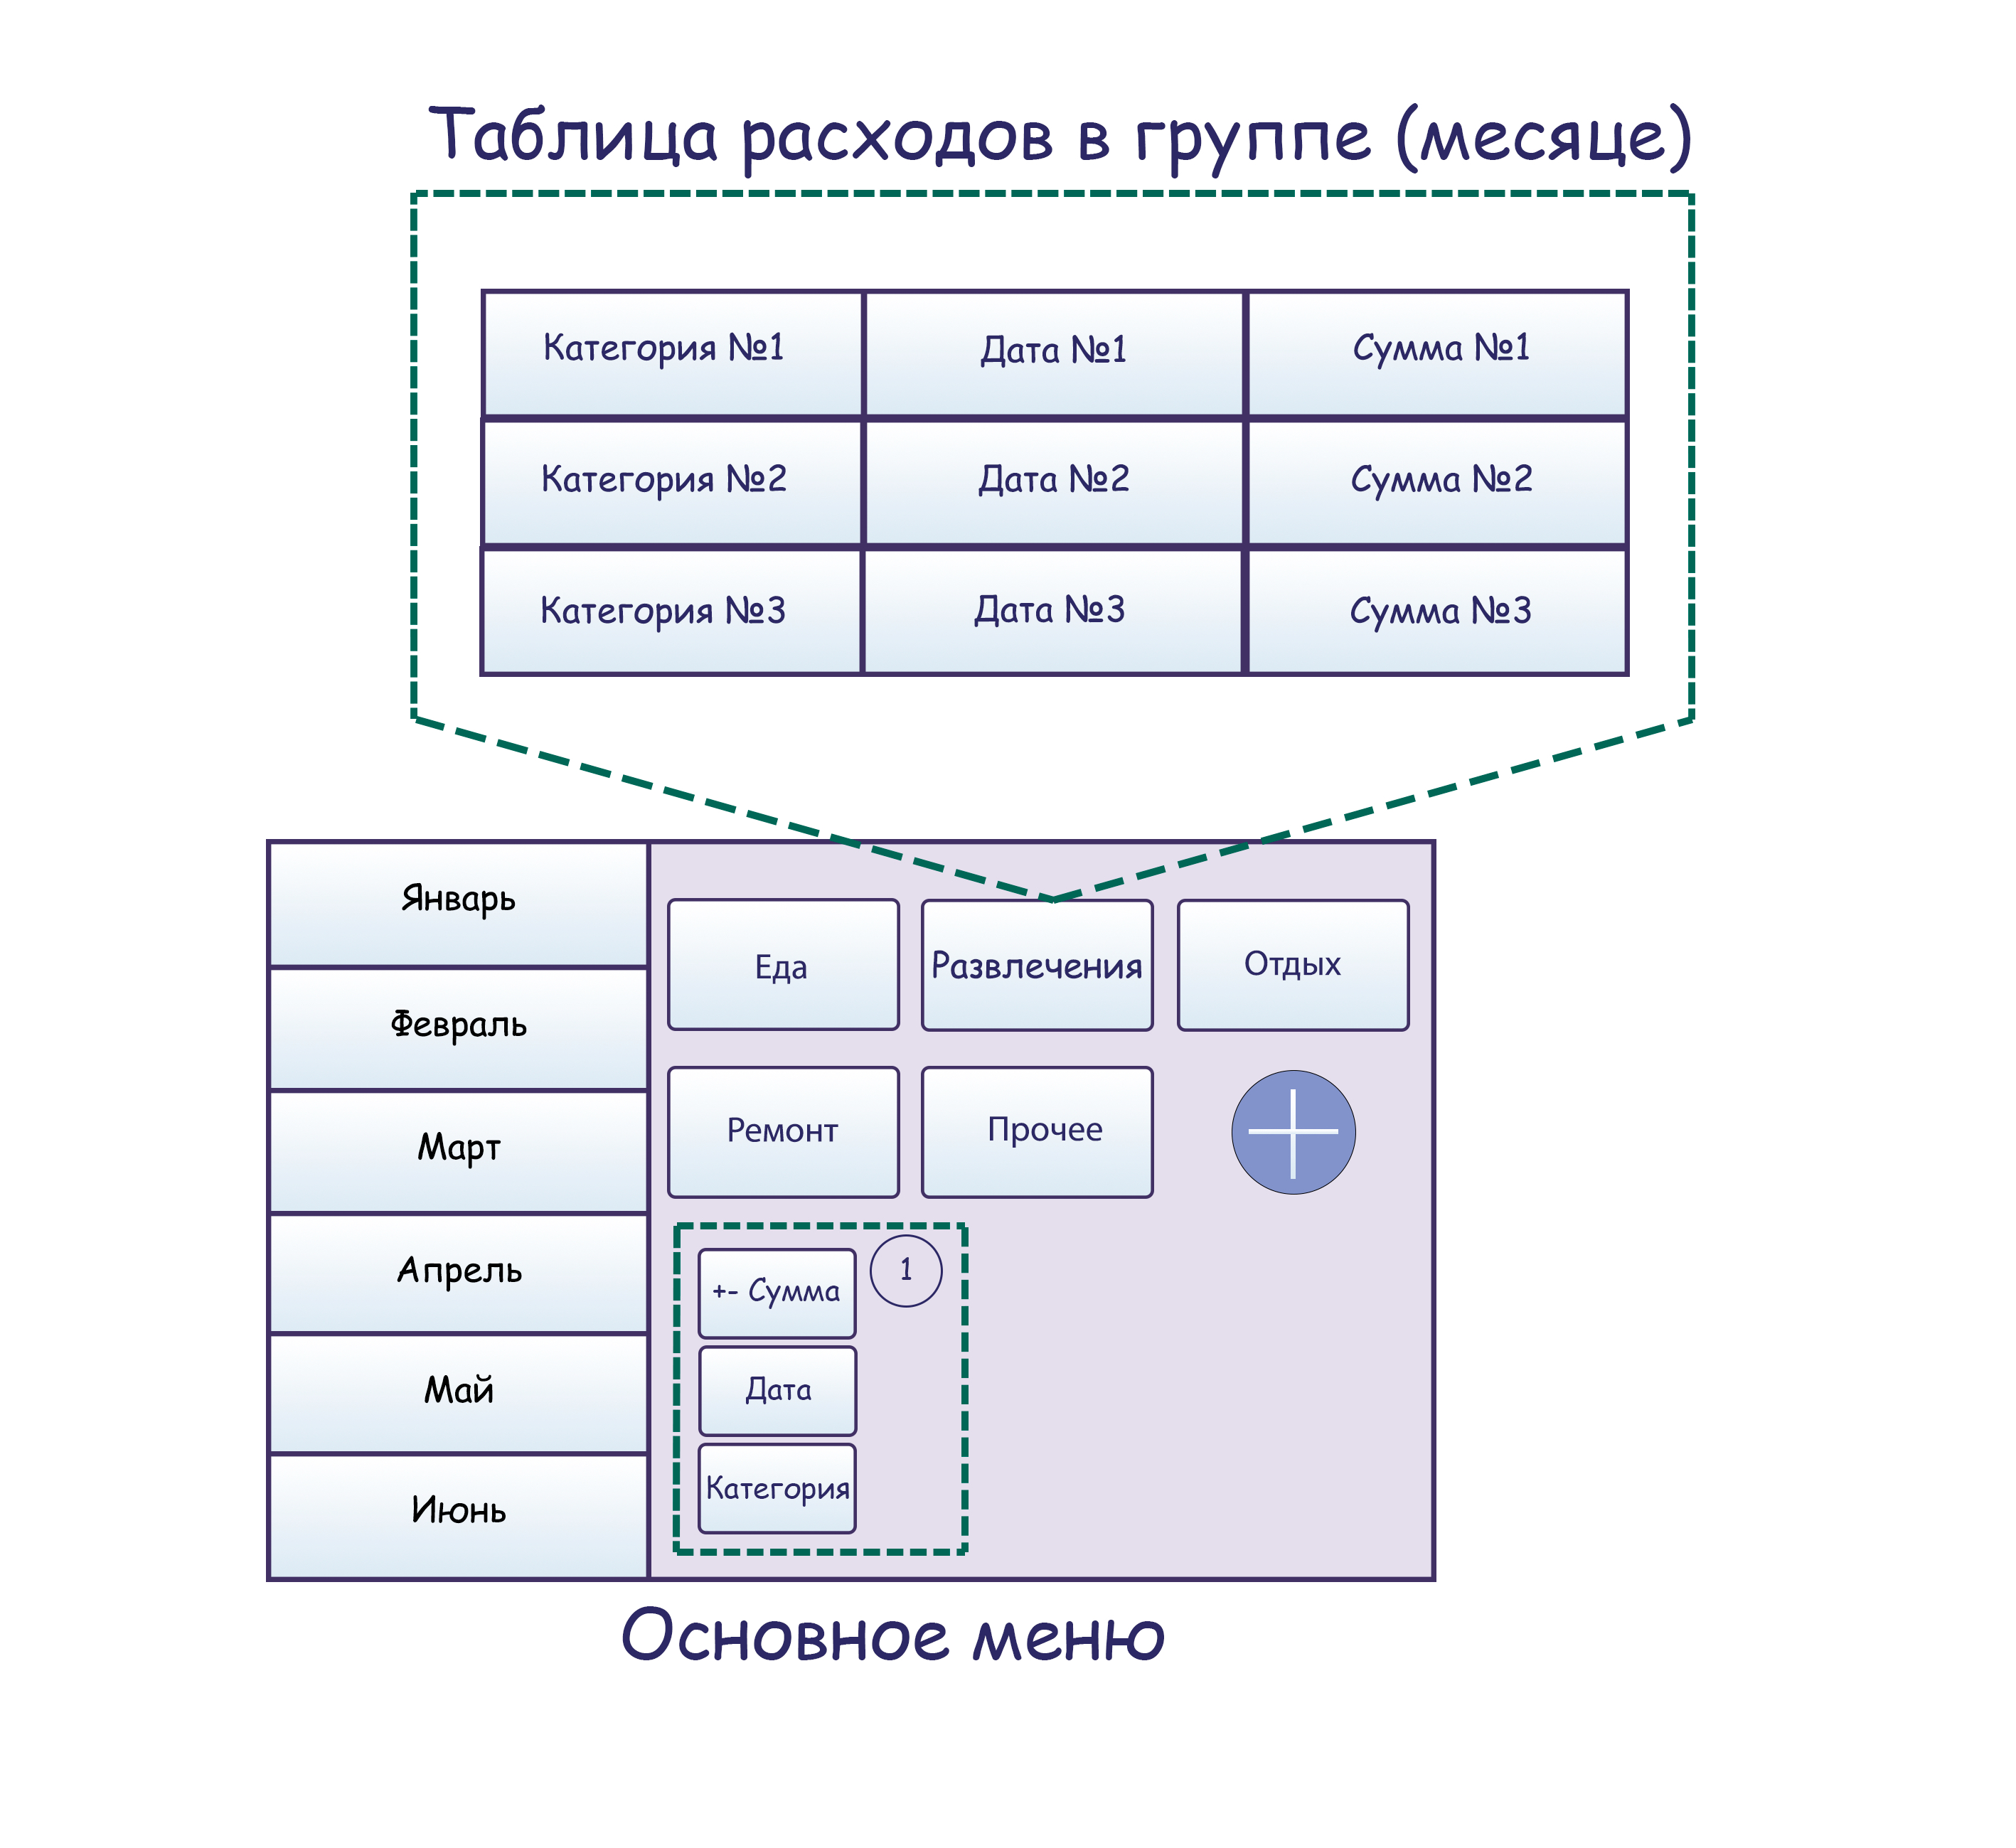 Таблица расходов в группе (месяце)
Категория №1 Дата №1 Сумма №1
Категория №2 Дата №2 Сумма №2
Категория №3 Дата №3 Сумма №3
Январь
Февраль
Март
Апрель
Май
Июнь
Еда Развлечения Отдых
Ремонт Прочее
+- Сумма 1
Дата
Категория
Основное меню